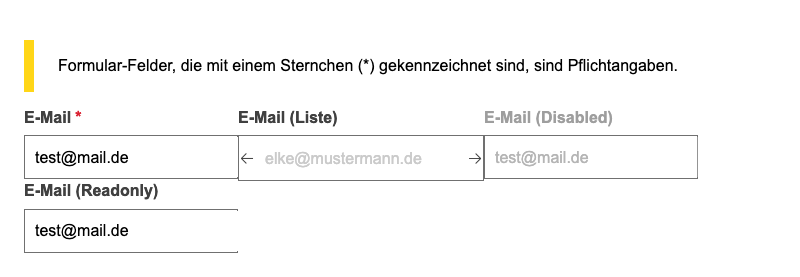 Formular-Felder, die mit einem Sternchen (*) gekennzeichnet sind, sind Pflichtangaben.
E-Mail * E-Mail (Liste) E-Mail (Disabled)
test@mail.de ← elke@mustermann.de → test@mail.de
E-Mail (Readonly)
test@mail.de